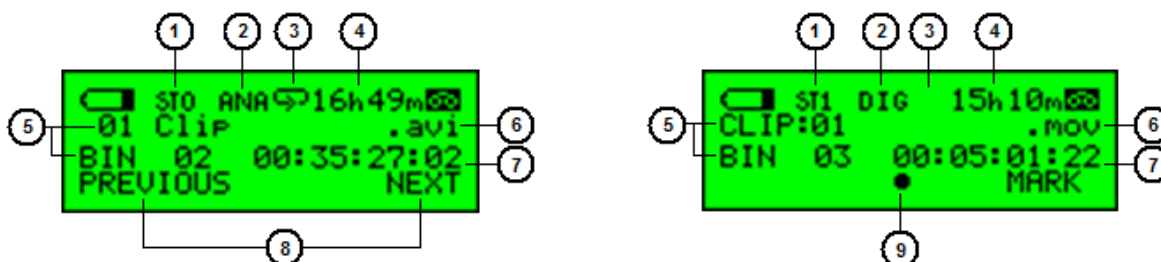 1 2 3 4
STO ANA 16h49m
5 01 Clip .avi 6
BIN 02 00:35:27:02 7
PREVIOUS NEXT
8
1 2 3 4
ST1 DIG 15h10m
5 CLIP:01 .mov 6
BIN 03 00:05:01:22 7
MARK
9